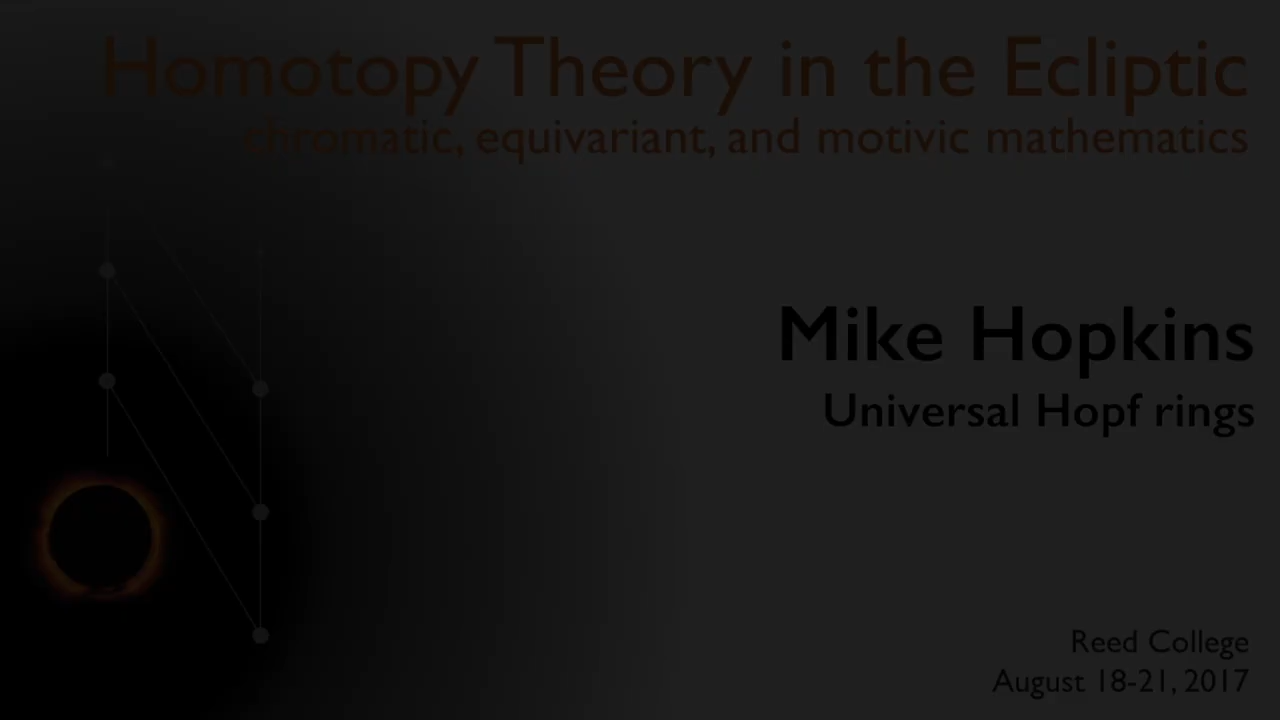 Homotopy Theory in the Ecliptic
chromatic, equivariant, and motivic mathematics
Mike Hopkins
Universal Hopf rings
Reed College
August 18-21, 2017